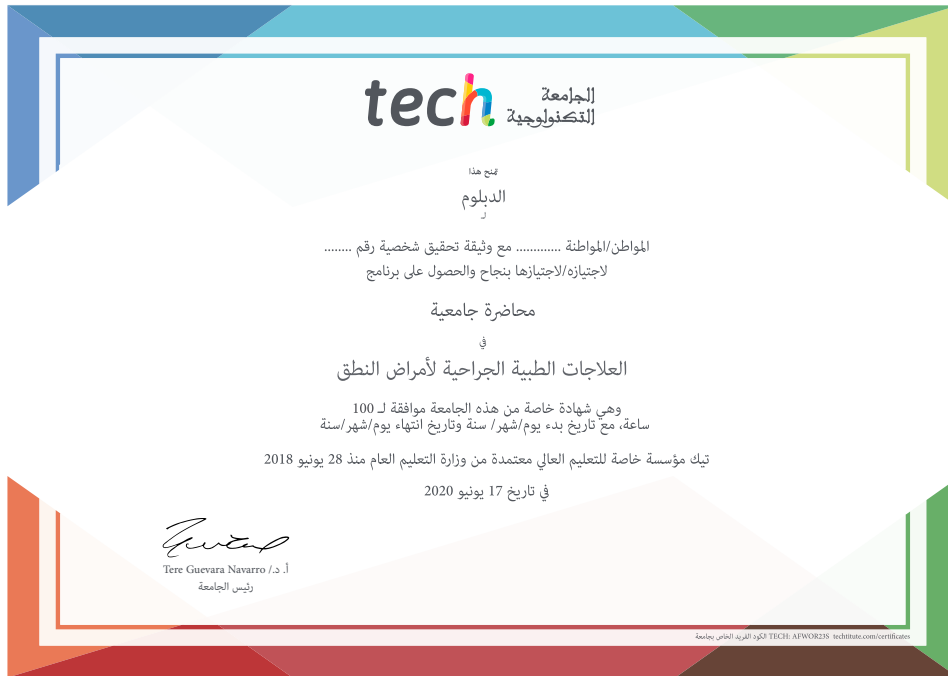 tech الجامعة
التكنولوجية
تمنح هذا
الدبلوم
لـ
المواطن/المواطنة ............. مع وثيقة تحقيق شخصية رقم ........
لاجتيازه/لاجتيازها بنجاح والحصول على برنامج
محاضرة جامعية
في
العلاجات الطبية الجراحية لأمراض النطق
وهي شهادة خاصة من هذه الجامعة موافقة لـ 100
ساعة، مع تاريخ بدء يوم/شهر/ سنة وتاريخ انتهاء يوم/شهر/سنة
تيك مؤسسة خاصة للتعليم العالي معتمدة من وزارة التعليم العام منذ 28 يونيو 2018
في تاريخ 17 يونيو 2020
أ. د./ Tere Guevara Navarro
رئيس الجامعة
الكود الفريد الخاص بجامعة TECH: AFWOR23S techtitute.com/certificates